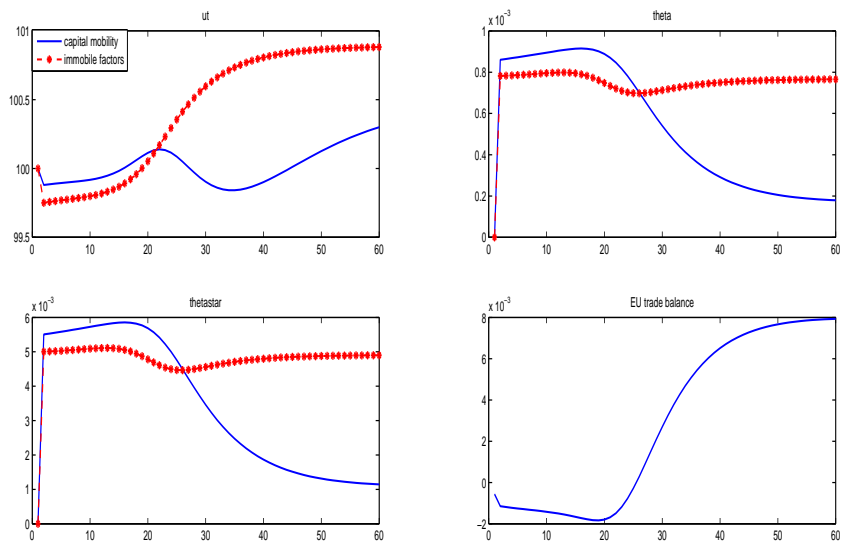 ut
101
100.5
100
99.5
0 10 20 30 40 50 60
capital mobility
immobile factors
theta
x 10⁻³
1
0.8
0.6
0.4
0.2
0
0 10 20 30 40 50 60
thetastar
x 10⁻³
6
5
4
3
2
1
0
0 10 20 30 40 50 60
EU trade balance
x 10⁻³
8
6
4
2
0
−2
0 10 20 30 40 50 60